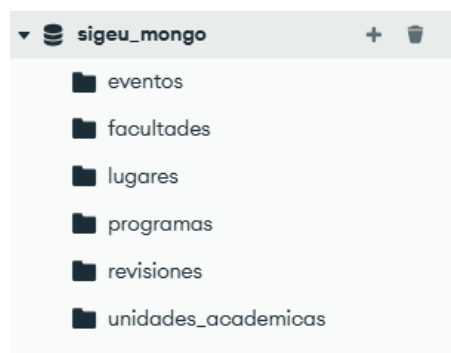 sigeu_mongo
eventos
facultades
lugares
programas
revisiones
unidades_academicas